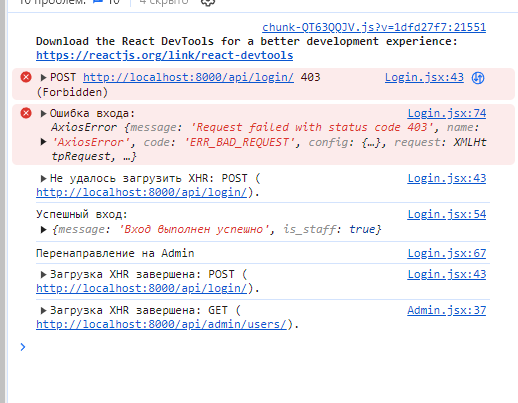 10 проблем: 10 4 скрыто
chunk-QT63QQJV.js?v=1dfd27f7:21551
Download the React DevTools for a better development experience:
https://reactjs.org/link/react-devtools
POST http://localhost:8000/api/login/ 403 Login.jsx:43
(Forbidden)
Ошибка входа: Login.jsx:74
AxiosError {message: 'Request failed with status code 403', name:
'AxiosError', code: 'ERR_BAD_REQUEST', config: {…}, request: XMLHt
tpRequest, …}
Не удалось загрузить XHR: POST ( Login.jsx:43
http://localhost:8000/api/login/).
Успешный вход: Login.jsx:54
{message: 'Вход выполнен успешно', is_staff: true}
Перенаправление на Admin Login.jsx:67
Загрузка XHR завершена: POST ( Login.jsx:43
http://localhost:8000/api/login/).
Загрузка XHR завершена: GET ( Admin.jsx:37
http://localhost:8000/api/admin/users/).